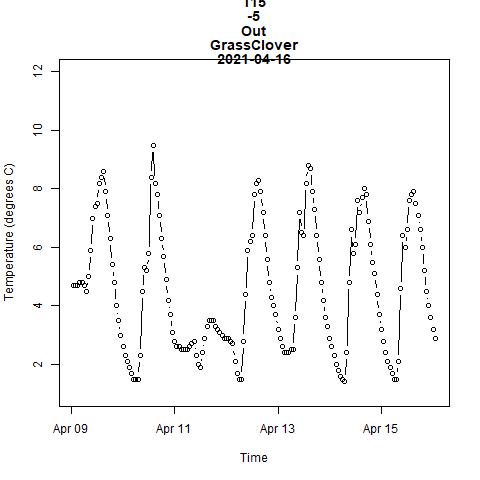 T15
-5
Out
GrassClover
2021-04-16
Temperature (degrees C)
12
10
8
6
4
2
Apr 09
Apr 11
Apr 13
Apr 15
Time